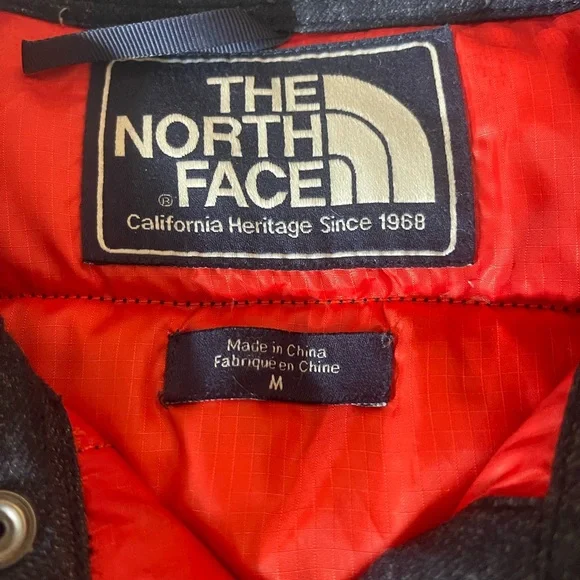 THE
NORTH
FACE
®
California Heritage Since 1968
Made in China
Fabriqué en Chine
M